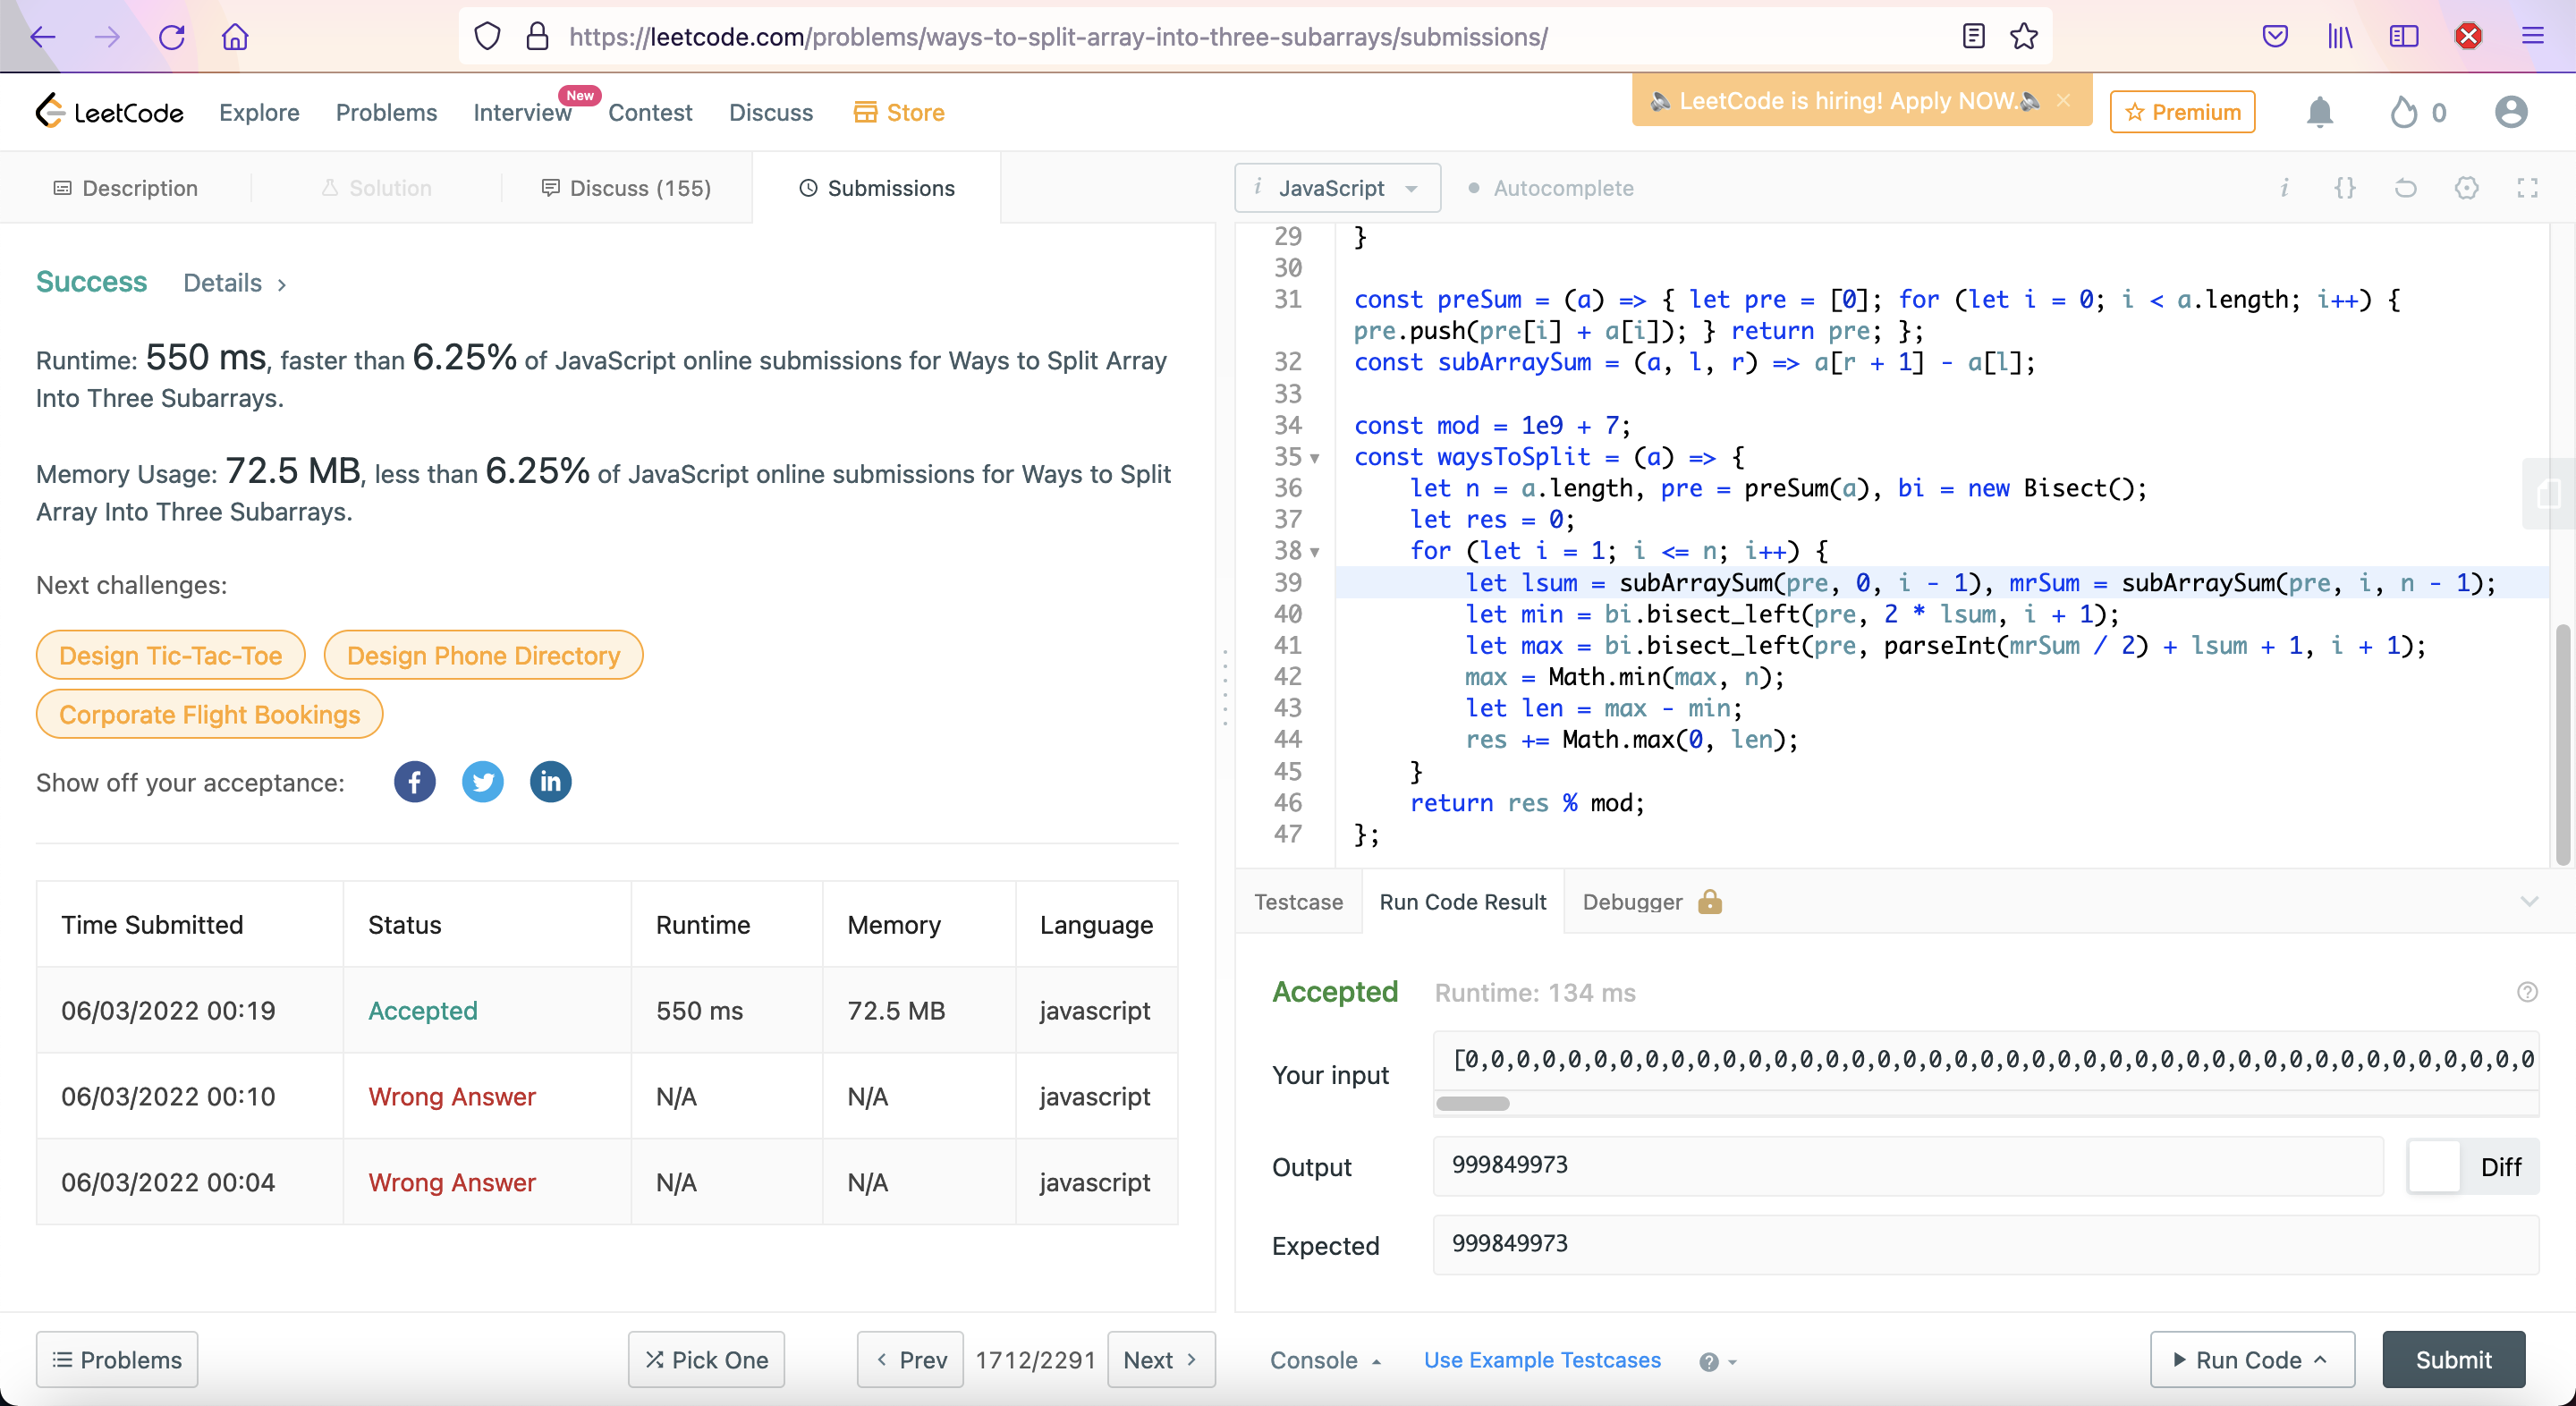 https://leetcode.com/problems/ways-to-split-array-into-three-subarrays/submissions/
LeetCode
Explore
Problems
Interview
New
Contest
Discuss
Store
LeetCode is hiring! Apply NOW.
Premium
0
Description
Solution
Discuss (155)
Submissions
Success
Details
Runtime: 550 ms, faster than 6.25% of JavaScript online submissions for Ways to Split Array
Into Three Subarrays.
Memory Usage: 72.5 MB, less than 6.25% of JavaScript online submissions for Ways to Split
Array Into Three Subarrays.
Next challenges:
Design Tic-Tac-Toe
Design Phone Directory
Corporate Flight Bookings
Show off your acceptance:
Time Submitted Status Runtime Memory Language
06/03/2022 00:19 Accepted 550 ms 72.5 MB javascript
06/03/2022 00:10 Wrong Answer N/A N/A javascript
06/03/2022 00:04 Wrong Answer N/A N/A javascript
Problems
Pick One
Prev
1712/2291
Next
i JavaScript
Autocomplete
i {}
29 }
30
31 const preSum = (a) => { let pre = [0]; for (let i = 0; i < a.length; i++) {
pre.push(pre[i] + a[i]); } return pre; };
32 const subArraySum = (a, l, r) => a[r + 1] - a[l];
33
34 const mod = 1e9 + 7;
35 const waysToSplit = (a) => {
36 let n = a.length, pre = preSum(a), bi = new Bisect();
37 let res = 0;
38 for (let i = 1; i <= n; i++) {
39 let lsum = subArraySum(pre, 0, i - 1), mrSum = subArraySum(pre, i, n - 1);
40 let min = bi.bisect_left(pre, 2 * lsum, i + 1);
41 let max = bi.bisect_left(pre, parseInt(mrSum / 2) + lsum + 1, i + 1);
42 max = Math.min(max, n);
43 let len = max - min;
44 res += Math.max(0, len);
45 }
46 return res % mod;
47 };
Testcase
Run Code Result
Debugger
Accepted
Runtime: 134 ms
Your input
[0,0,0,0,0,0,0,0,0,0,0,0,0,0,0,0,0,0,0,0,0,0,0,0,0,0,0,0,0,0,0,0,0,0,0,0,0,0,0,0,0,0
Output
999849973
Diff
Expected
999849973
Console
Use Example Testcases
Run Code
Submit